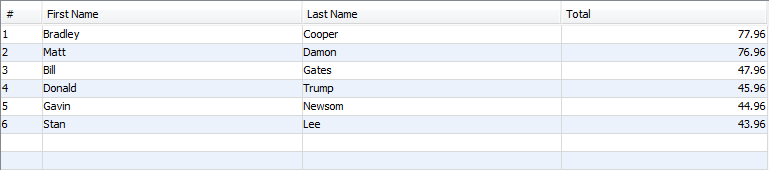 # First Name Last Name Total
1 Bradley Cooper 77.96
2 Matt Damon 76.96
3 Bill Gates 47.96
4 Donald Trump 45.96
5 Gavin Newsom 44.96
6 Stan Lee 43.96